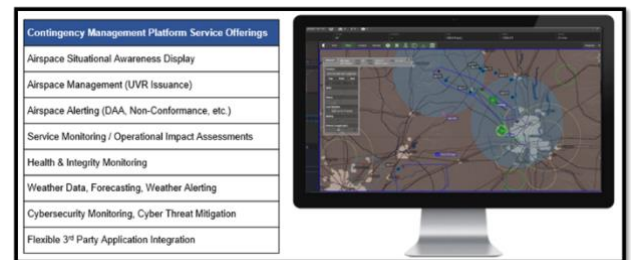 Contingency Management Platform Service Offerings
Airspace Situational Awareness Display
Airspace Management (UVR Issuance)
Airspace Alerting (DAA, Non-Conformance, etc.)
Service Monitoring / Operational Impact Assessments
Health & Integrity Monitoring
Weather Data, Forecasting, Weather Alerting
Cybersecurity Monitoring, Cyber Threat Mitigation
Flexible 3rd Party Application Integration